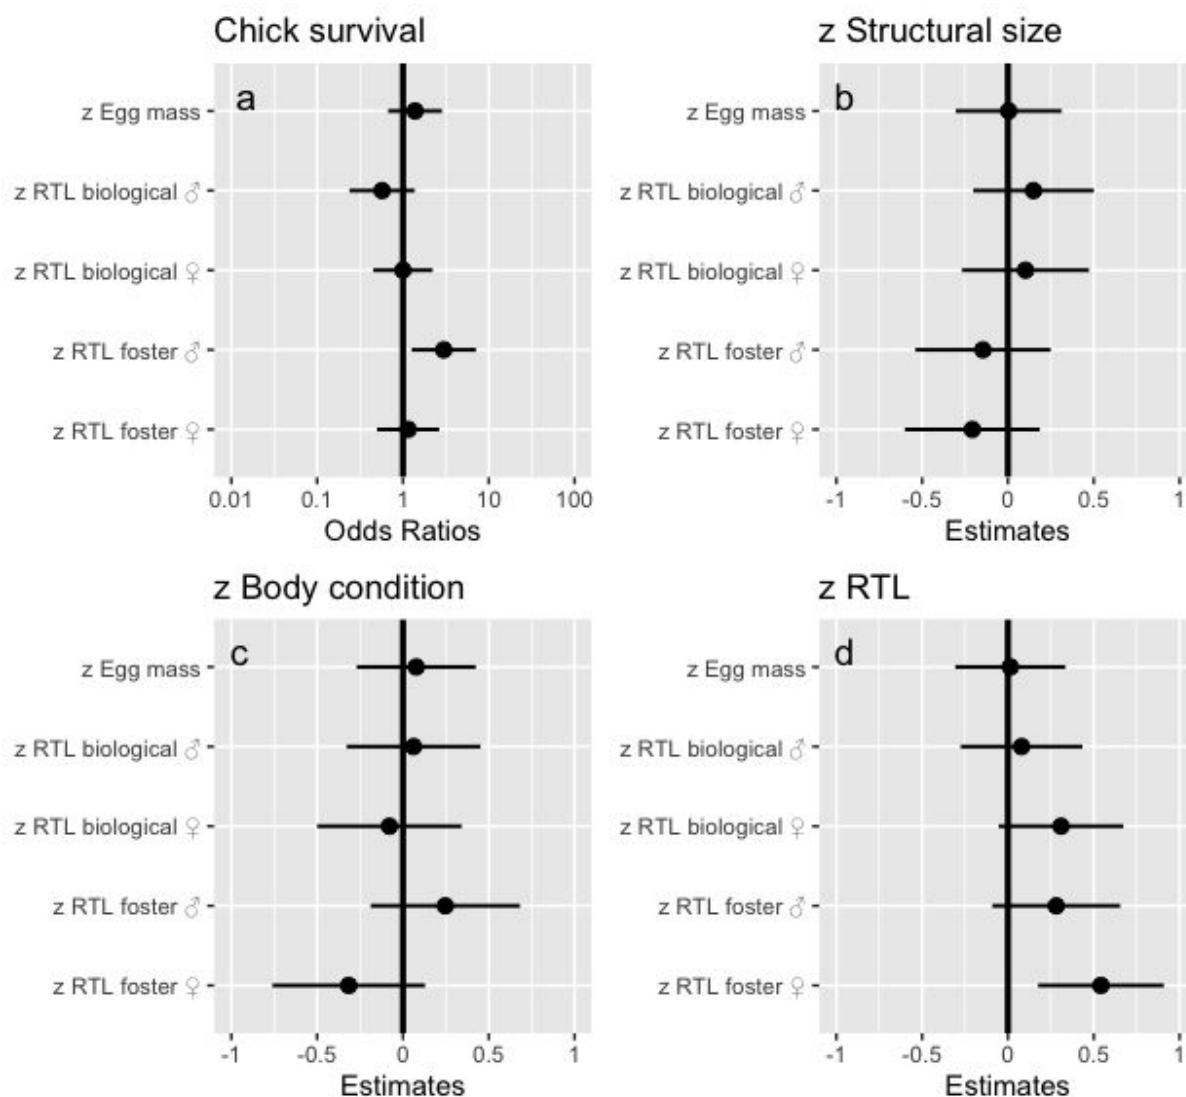 Chick survival
a
z Egg mass
z RTL biological ♂
z RTL biological ♀
z RTL foster ♂
z RTL foster ♀
0.01 0.1 1 10 100
Odds Ratios
z Structural size
b
z Egg mass
z RTL biological ♂
z RTL biological ♀
z RTL foster ♂
z RTL foster ♀
-1 -0.5 0 0.5 1
Estimates
z Body condition
c
z Egg mass
z RTL biological ♂
z RTL biological ♀
z RTL foster ♂
z RTL foster ♀
-1 -0.5 0 0.5 1
Estimates
z RTL
d
z Egg mass
z RTL biological ♂
z RTL biological ♀
z RTL foster ♂
z RTL foster ♀
-1 -0.5 0 0.5 1
Estimates